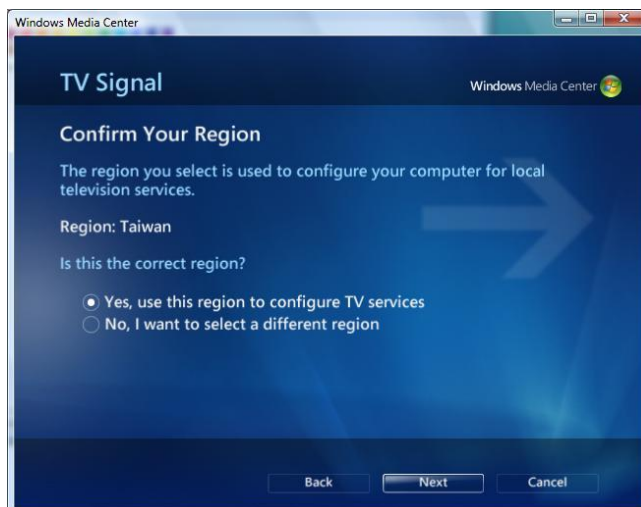 Windows Media Center
TV Signal
Windows Media Center
Confirm Your Region
The region you select is used to configure your computer for local
television services.
Region: Taiwan
Is this the correct region?
Yes, use this region to configure TV services
No, I want to select a different region
Back
Next
Cancel